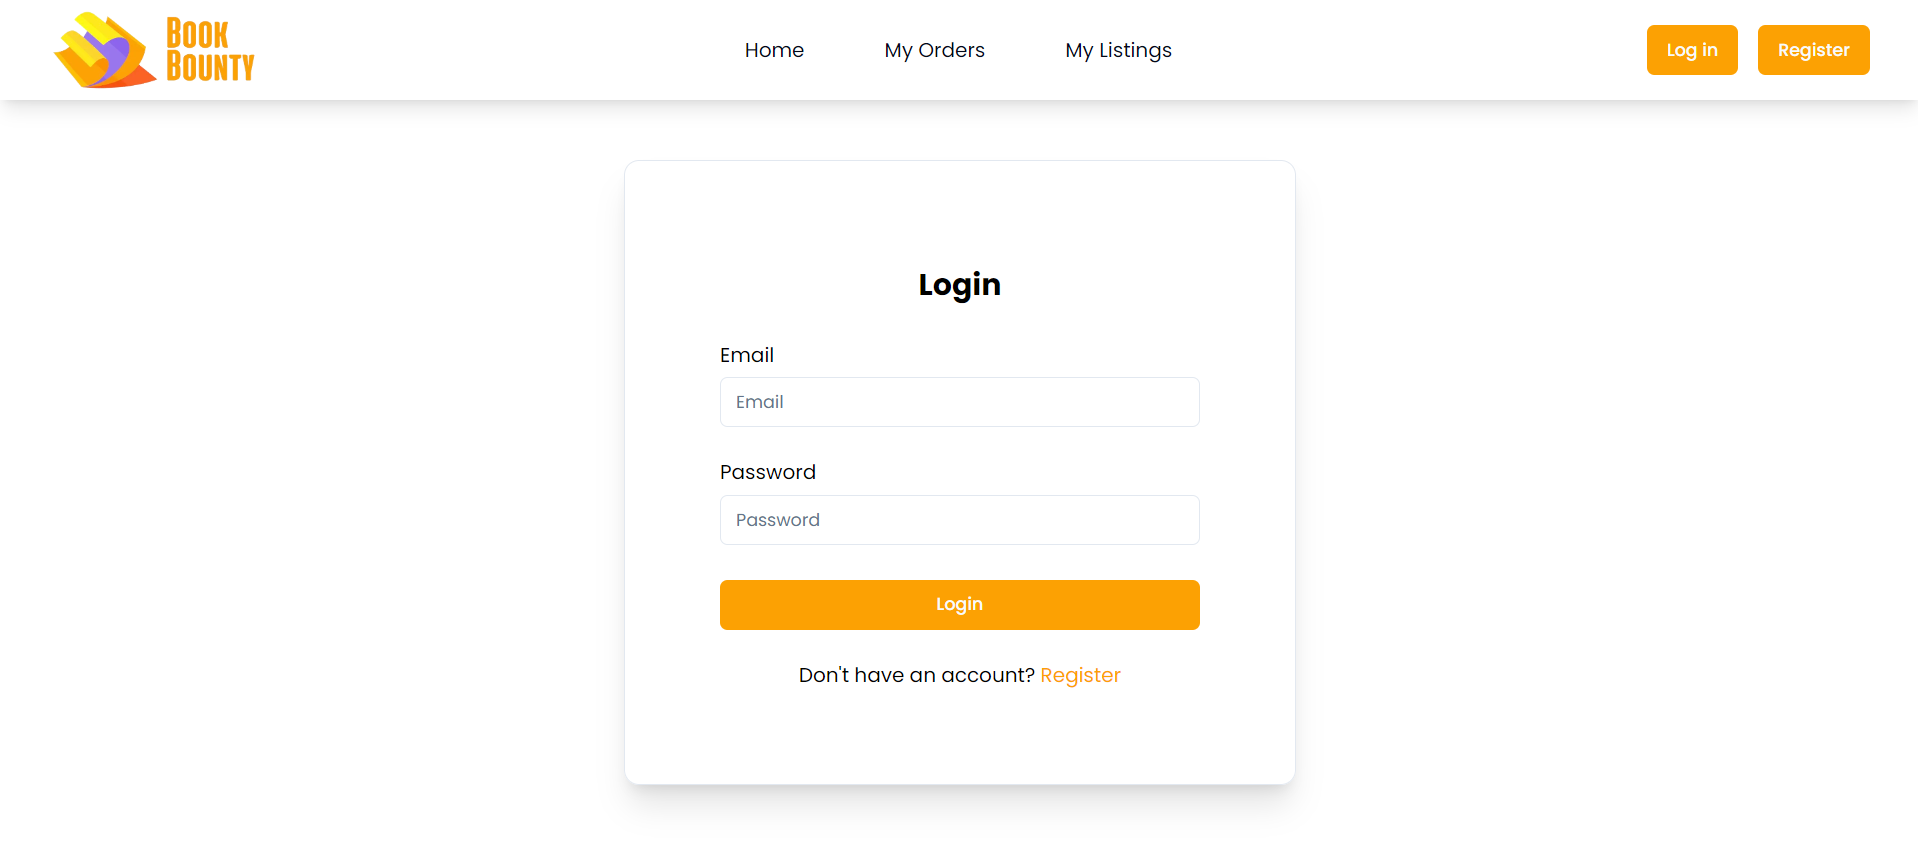 BOOK
BOUNTY
Home
My Orders
My Listings
Log in
Register
Login
Email
Email
Password
Password
Login
Don't have an account? Register